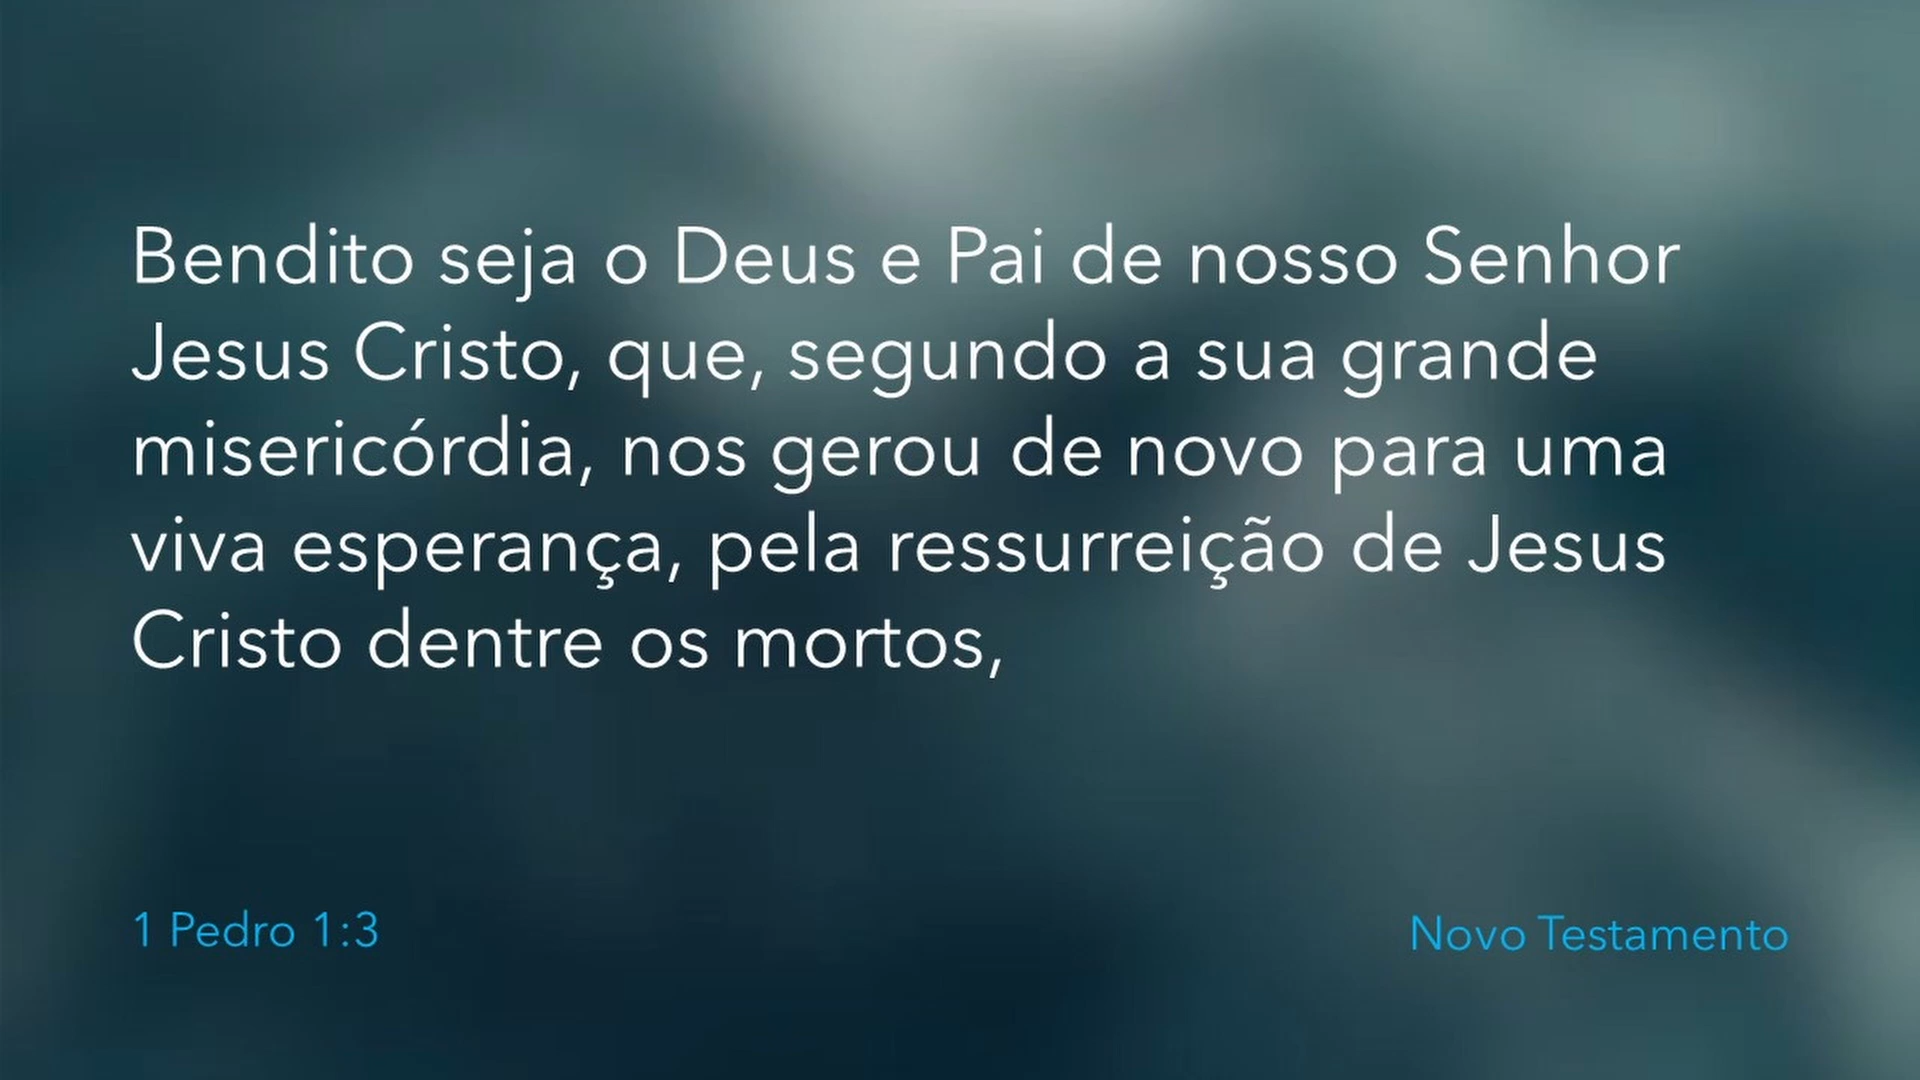 Bendito seja o Deus e Pai de nosso Senhor
Jesus Cristo, que, segundo a sua grande
misericórdia, nos gerou de novo para uma
viva esperança, pela ressurreição de Jesus
Cristo dentre os mortos,
1 Pedro 1:3
Novo Testamento